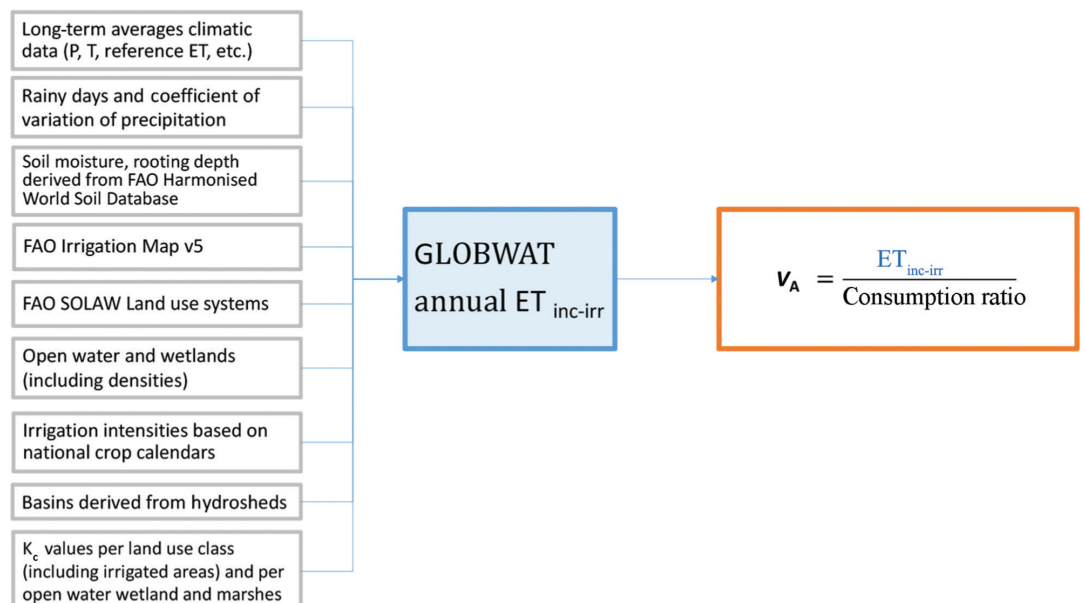 Long-term averages climatic
data (P, T, reference ET, etc.)
Rainy days and coefficient of
variation of precipitation
Soil moisture, rooting depth
derived from FAO Harmonised
World Soil Database
FAO Irrigation Map v5
FAO SOLAW Land use systems
Open water and wetlands
(including densities)
Irrigation intensities based on
national crop calendars
Basins derived from hydrosheds
Kc values per land use class
(including irrigated areas) and per
open water wetland and marshes
GLOBWAT
annual ET inc-irr
VA = ETinc-irr
Consumption ratio